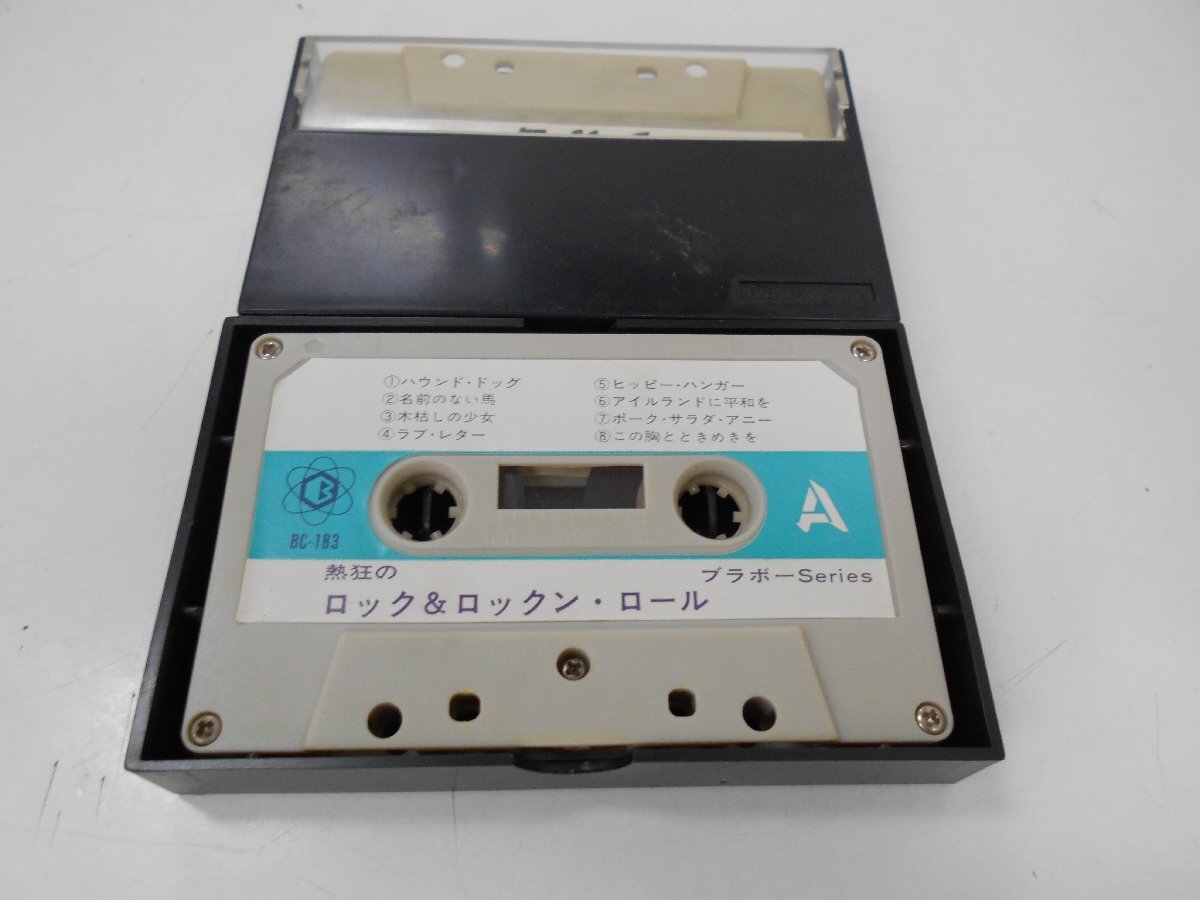 ①ハウンド・ドッグ
②名前のない馬
③木枯しの少女
④ラブ・レター
⑤ヒッピー・ハンガー
⑥アイルランドに平和を
⑦ポーク・サラダ・アニー
⑧この胸とときめきを
B
BC-183
A
100 50 0
熱狂の
ブラボーSeries
ロック&ロックン・ロール